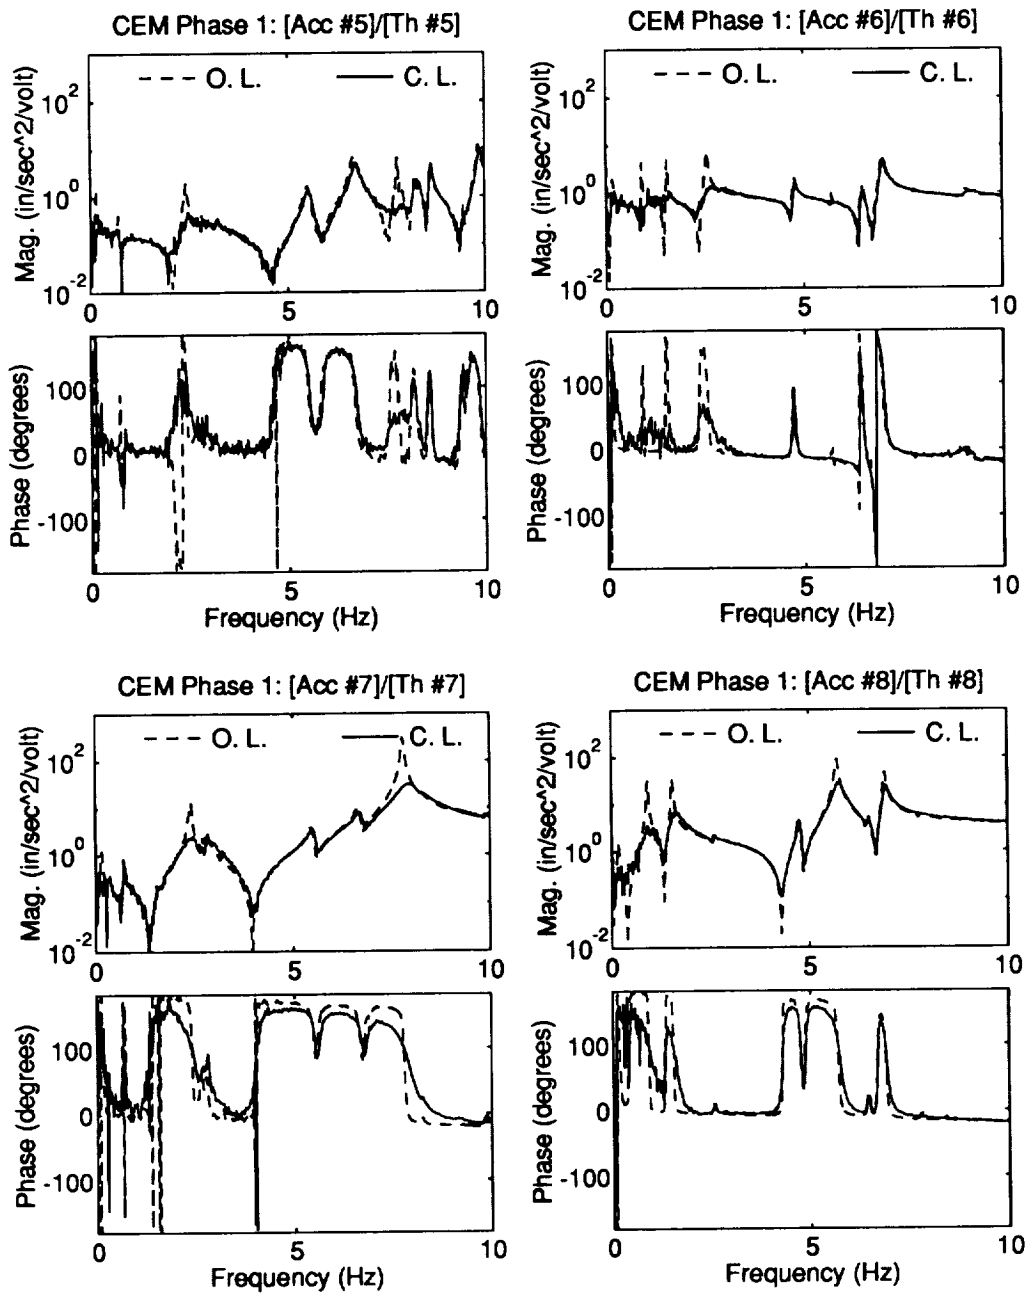 CEM Phase 1: [Acc #5]/[Th #5]
O. L.
C. L.
Mag. (in/sec^2/volt)
10^2
10^0
10^-2
0
5
10
Phase (degrees)
100
0
-100
0
5
10
Frequency (Hz)
CEM Phase 1: [Acc #6]/[Th #6]
O. L.
C. L.
Mag. (in/sec^2/volt)
10^2
10^0
10^-2
0
5
10
Phase (degrees)
100
0
-100
0
5
10
Frequency (Hz)
CEM Phase 1: [Acc #7]/[Th #7]
O. L.
C. L.
Mag. (in/sec^2/volt)
10^2
10^0
10^-2
0
5
10
Phase (degrees)
100
0
-100
0
5
10
Frequency (Hz)
CEM Phase 1: [Acc #8]/[Th #8]
O. L.
C. L.
Mag. (in/sec^2/volt)
10^2
10^0
10^-2
0
5
10
Phase (degrees)
100
0
-100
0
5
10
Frequency (Hz)